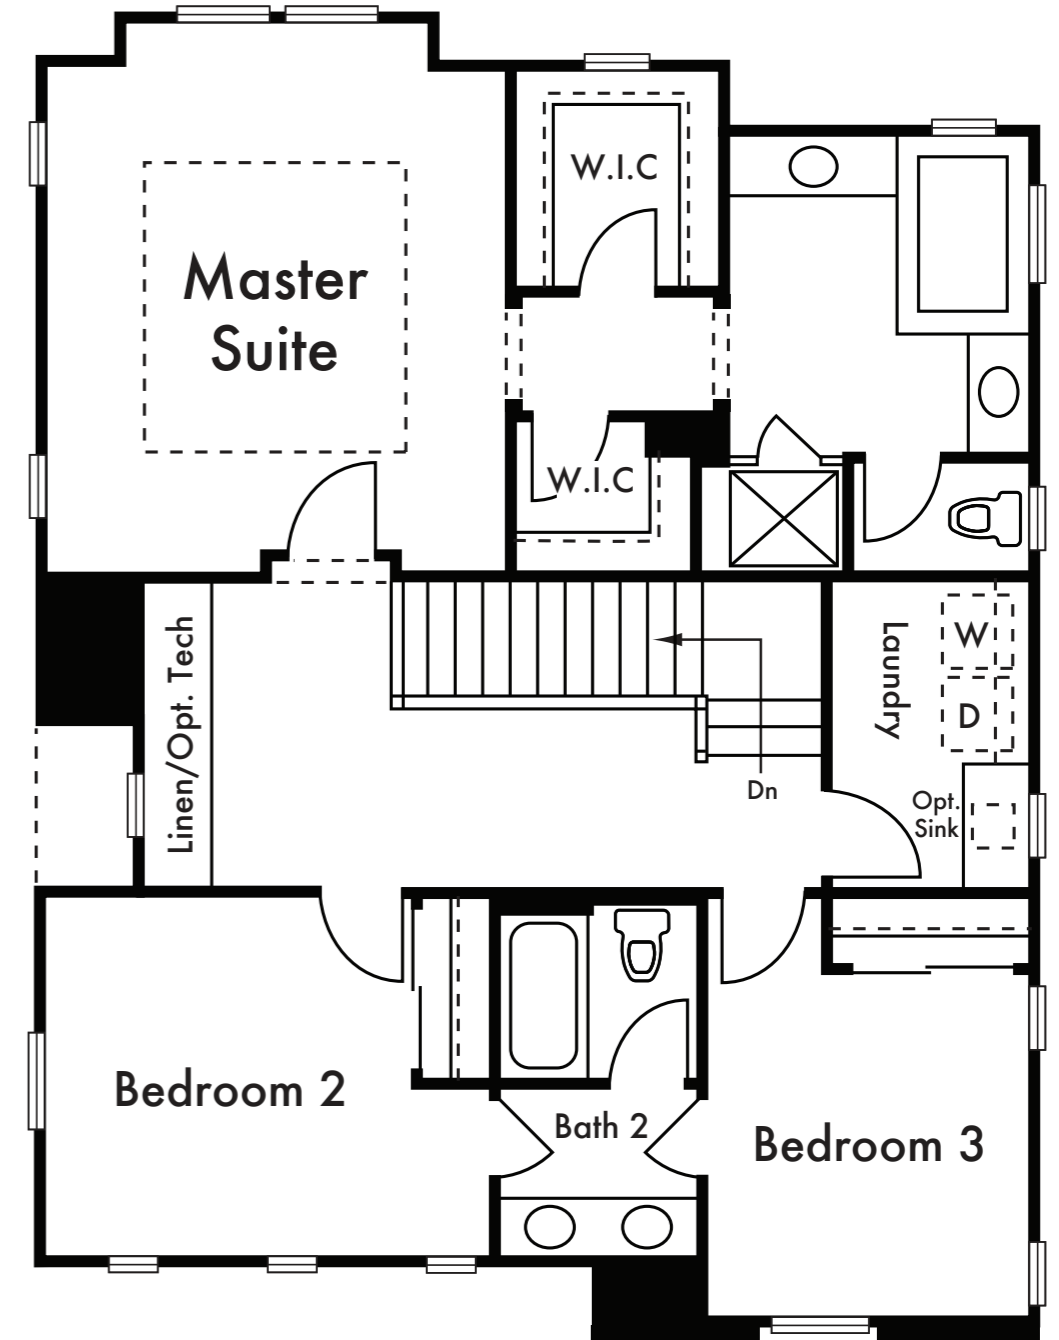 W.I.C
Master
Suite
W.I.C
Linen/Opt. Tech
Laundry
W
D
Dn
Opt.
Sink
Bedroom 2
Bath 2
Bedroom 3